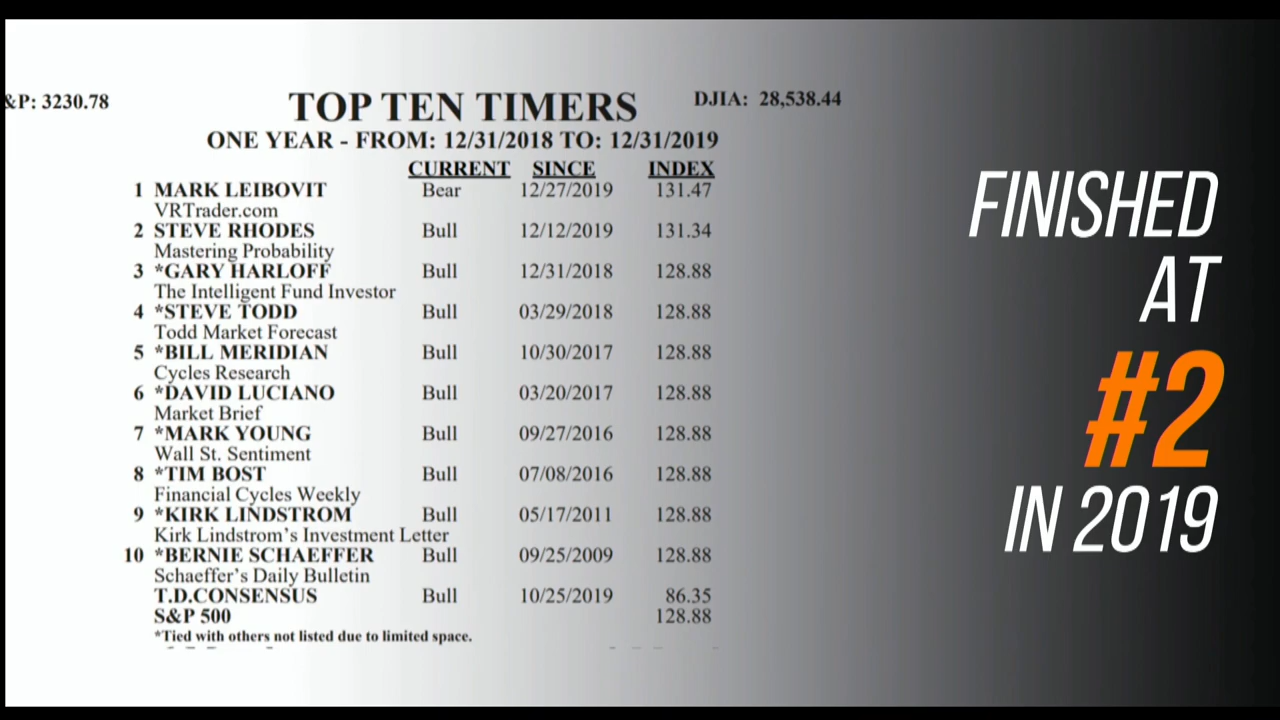 &P: 3230.78
TOP TEN TIMERS
DJIA: 28,538.44
ONE YEAR - FROM: 12/31/2018 TO: 12/31/2019
CURRENT SINCE INDEX
1 MARK LEIBOVIT Bear 12/27/2019 131.47
VRTrader.com
2 STEVE RHODES Bull 12/12/2019 131.34
Mastering Probability
3 *GARY HARLOFF Bull 12/31/2018 128.88
The Intelligent Fund Investor
4 *STEVE TODD Bull 03/29/2018 128.88
Todd Market Forecast
5 *BILL MERIDIAN Bull 10/30/2017 128.88
Cycles Research
6 *DAVID LUCIANO Bull 03/20/2017 128.88
Market Brief
7 *MARK YOUNG Bull 09/27/2016 128.88
Wall St. Sentiment
8 *TIM BOST Bull 07/08/2016 128.88
Financial Cycles Weekly
9 *KIRK LINDSTROM Bull 05/17/2011 128.88
Kirk Lindstrom's Investment Letter
10 *BERNIE SCHAEFFER Bull 09/25/2009 128.88
Schaeffer's Daily Bulletin
T.D.CONSENSUS Bull 10/25/2019 86.35
S&P 500 128.88
*Tied with others not listed due to limited space.
FINISHED
AT
#2
IN 2019